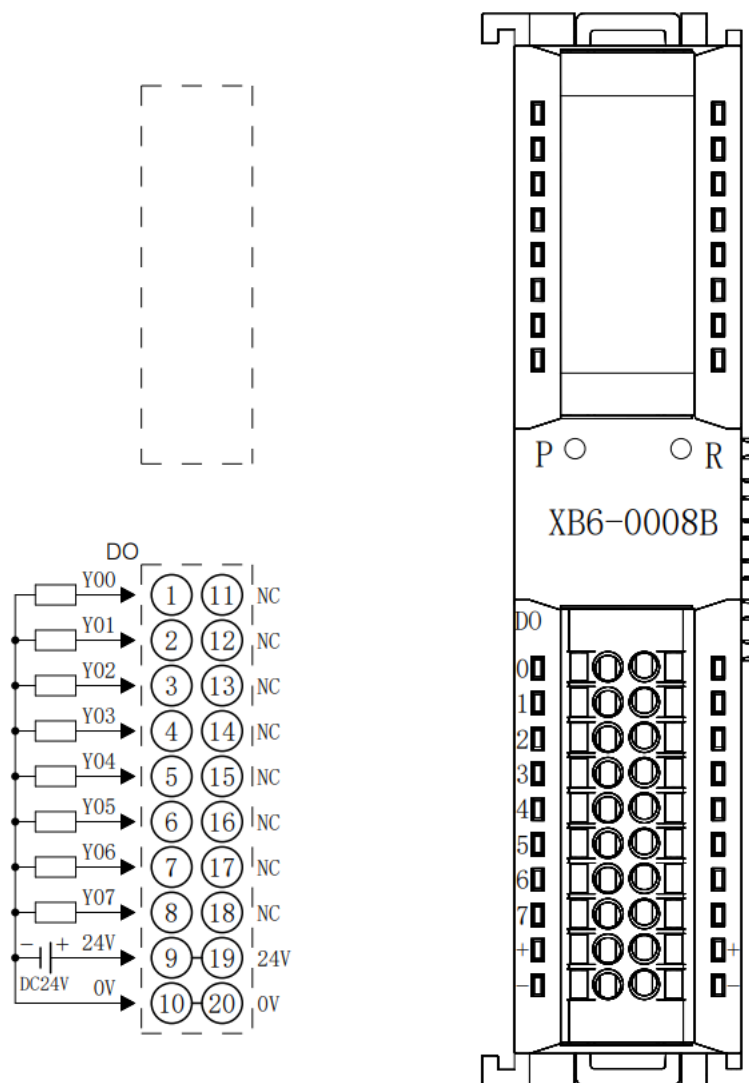 DO
Y00 1 11 NC
Y01 2 12 NC
Y02 3 13 NC
Y03 4 14 NC
Y04 5 15 NC
Y05 6 16 NC
Y06 7 17 NC
Y07 8 18 NC
- + 24V 9 19 24V
DC24V
0V 10 20 0V
P R
XB6-0008B
DO
0
1
2
3
4
5
6
7
+ +
- -